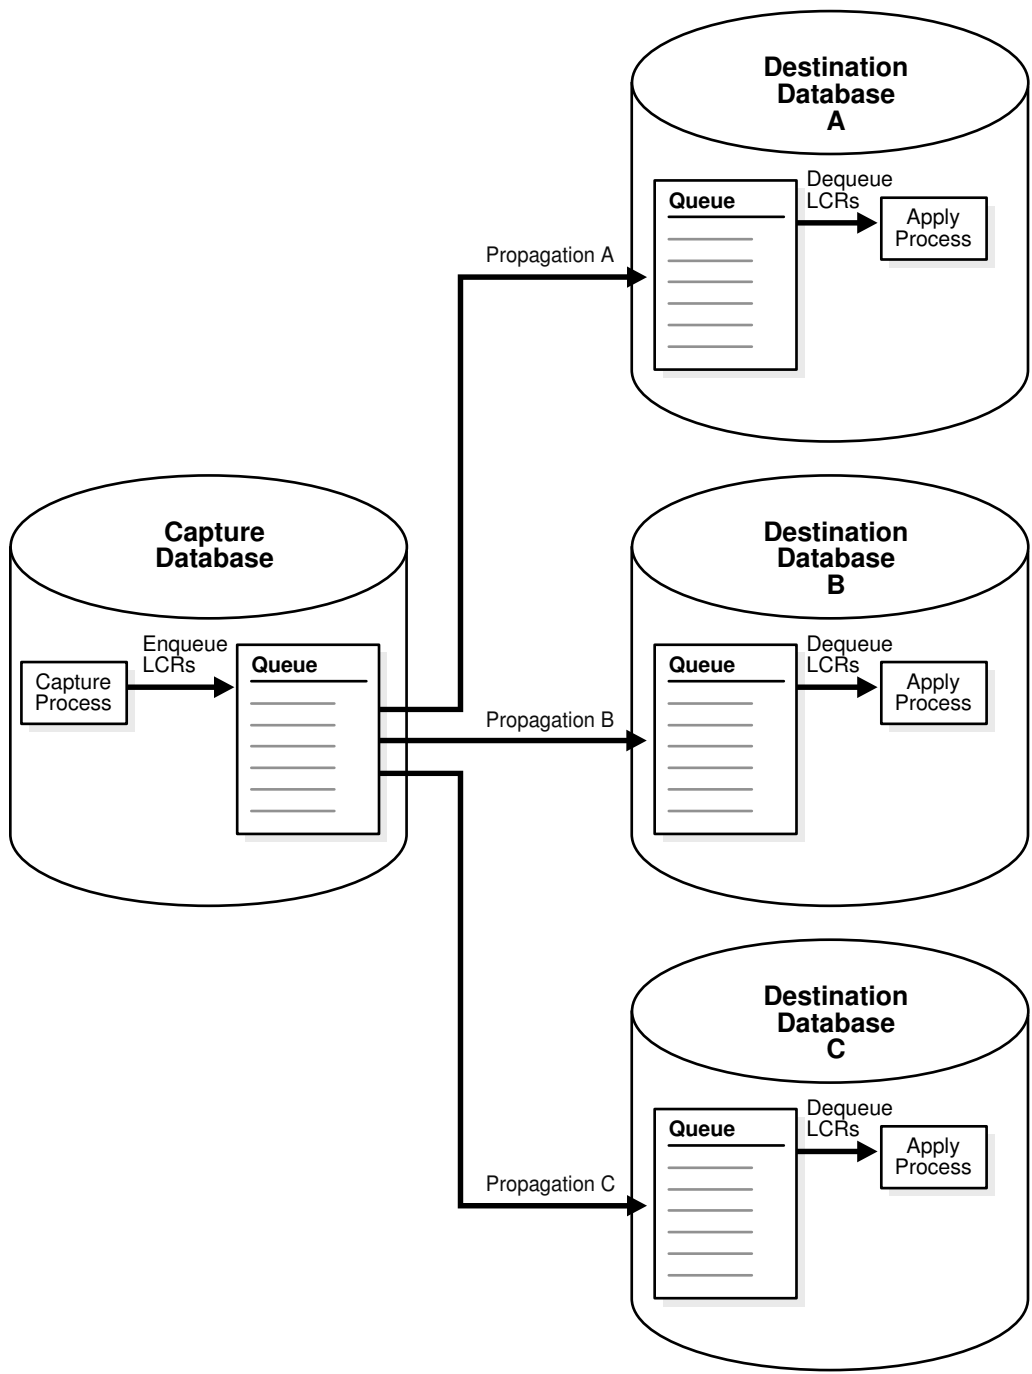 Destination
Database
A
Queue
Dequeue
LCRs
Apply
Process
Propagation A
Capture
Database
Capture
Process
Enqueue
LCRs
Queue
Propagation B
Destination
Database
B
Queue
Dequeue
LCRs
Apply
Process
Destination
Database
C
Queue
Dequeue
LCRs
Apply
Process
Propagation C